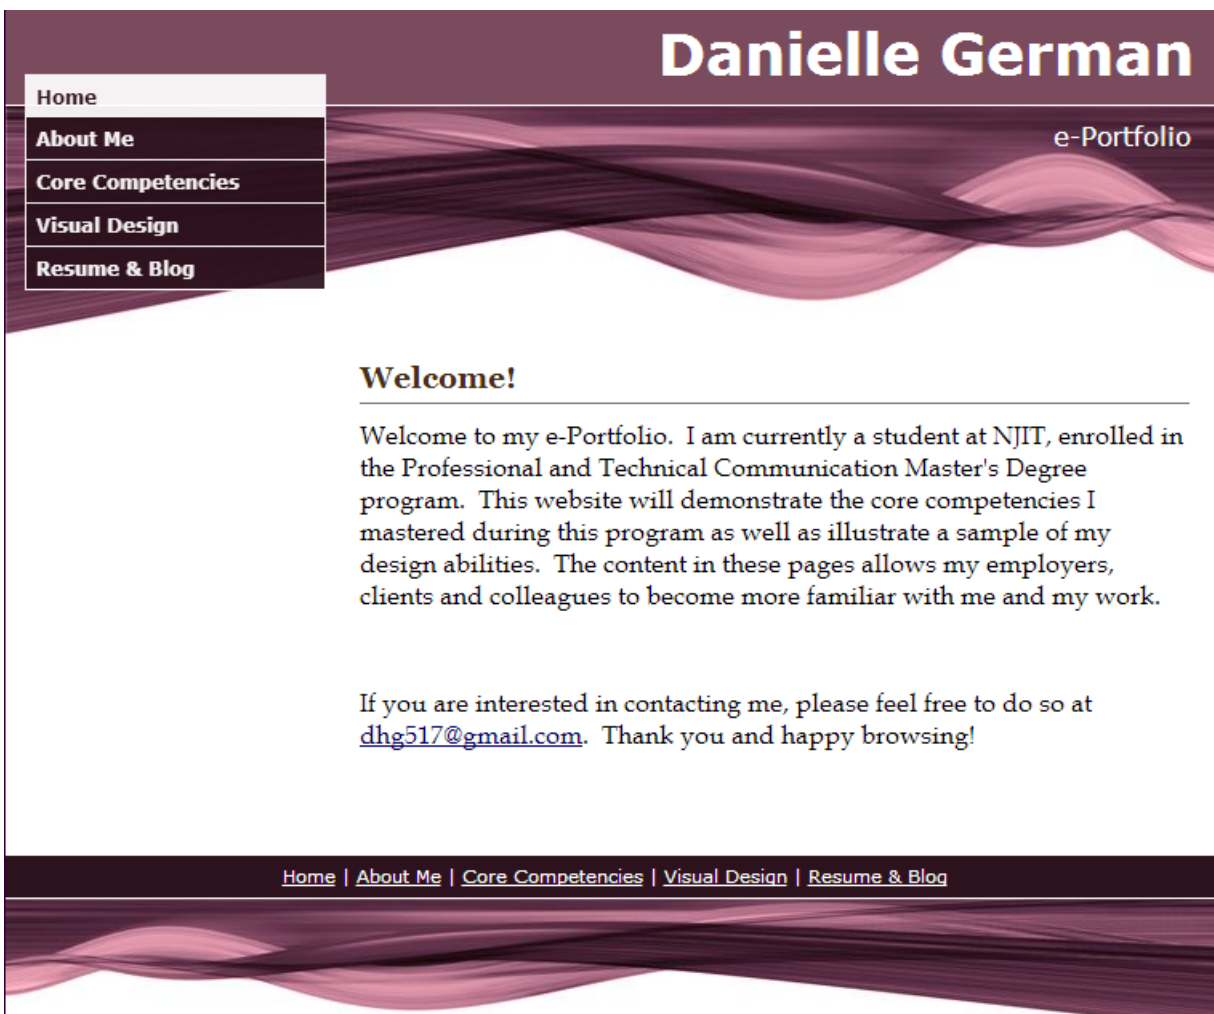 Danielle German
e-Portfolio
Home
About Me
Core Competencies
Visual Design
Resume & Blog
Welcome!
Welcome to my e-Portfolio.  I am currently a student at NJIT, enrolled in
the Professional and Technical Communication Master's Degree
program.  This website will demonstrate the core competencies I
mastered during this program as well as illustrate a sample of my
design abilities.  The content in these pages allows my employers,
clients and colleagues to become more familiar with me and my work.
If you are interested in contacting me, please feel free to do so at
dhg517@gmail.com.  Thank you and happy browsing!
Home | About Me | Core Competencies | Visual Design | Resume & Blog